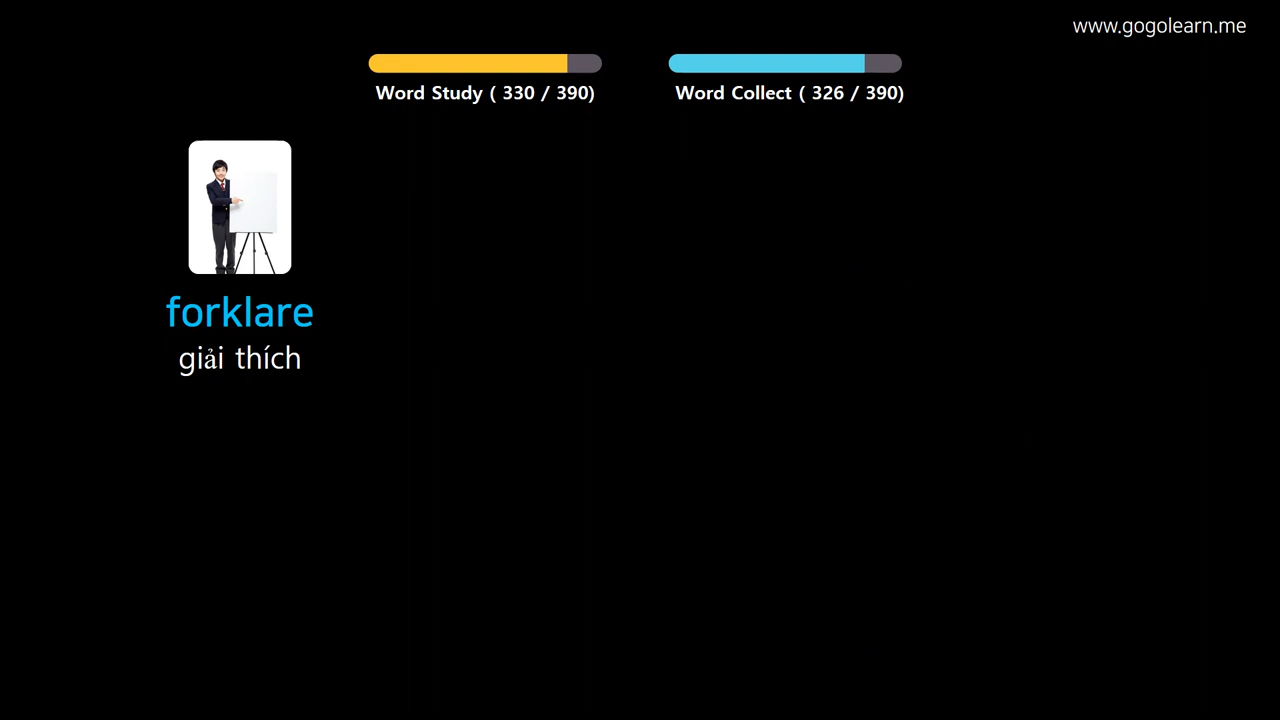 www.gogolearn.me
Word Study ( 330 / 390)
Word Collect ( 326 / 390)
forklare
giải thích